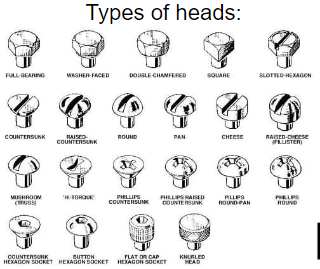 Types of heads:
FULL-BEARING WASHER-FACED DOUBLE-CHAMFERED SQUARE SLOTTED-HEXAGON
COUNTERSUNK RAISED-COUNTERSUNK ROUND PAN CHEESE RAISED-CHEESE (FILLISTER)
MUSHROOM (TRUSS) 'HI-TORQUE' PHILLIPS COUNTERSUNK PHILLIPS RAISED COUNTERSUNK PILLIPS ROUND-PAN PHILLIPS ROUND
COUNTERSUNK HEXAGON SOCKET BUTTON HEXAGON SOCKET FLAT OR CAP HEXAGON SOCKET KNURLED HEAD